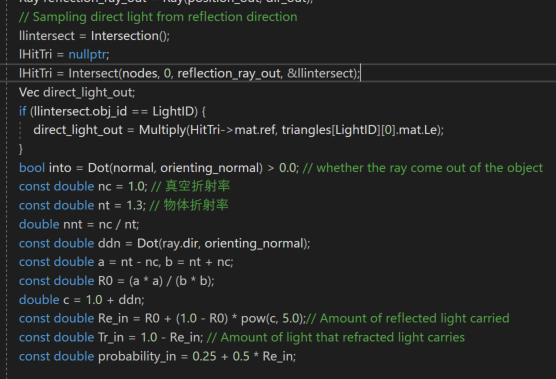 Ray reflection_ray_out = Ray(position_out, dir_out);
// Sampling direct light from reflection direction
llintersect = Intersection();
lHitTri = nullptr;
lHitTri = Intersect(nodes, 0, reflection_ray_out, &llintersect);
Vec direct_light_out;
if (llintersect.obj_id == LightID) {
direct_light_out = Multiply(HitTri->mat.ref, triangles[LightID][0].mat.Le);
}
bool into = Dot(normal, orienting_normal) > 0.0; // whether the ray come out of the object
const double nc = 1.0; // 真空折射率
const double nt = 1.3; // 物体折射率
double nnt = nc / nt;
const double ddn = Dot(ray.dir, orienting_normal);
const double a = nt - nc, b = nt + nc;
const double R0 = (a * a) / (b * b);
double c = 1.0 + ddn;
const double Re_in = R0 + (1.0 - R0) * pow(c, 5.0);// Amount of reflected light carried
const double Tr_in = 1.0 - Re_in; // Amount of light that refracted light carries
const double probability_in = 0.25 + 0.5 * Re_in;